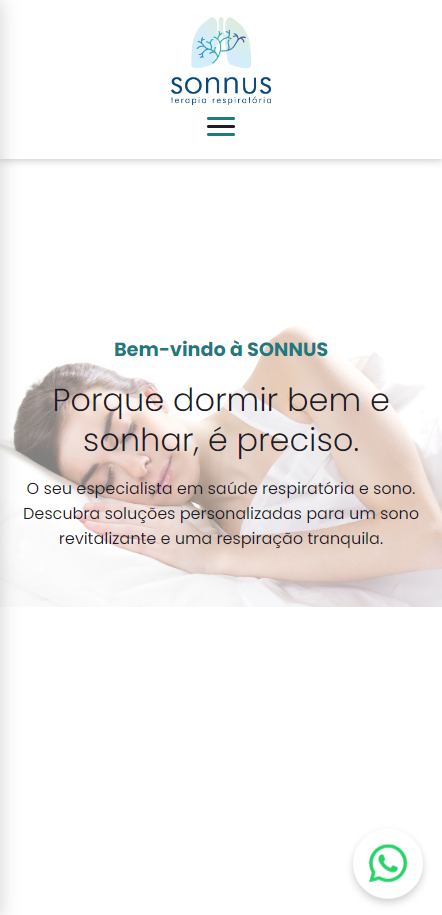 sonnus
terapia respiratória
Bem-vindo à SONNUS
Porque dormir bem e
sonhar, é preciso.
O seu especialista em saúde respiratória e sono.
Descubra soluções personalizadas para um sono
revitalizante e uma respiração tranquila.